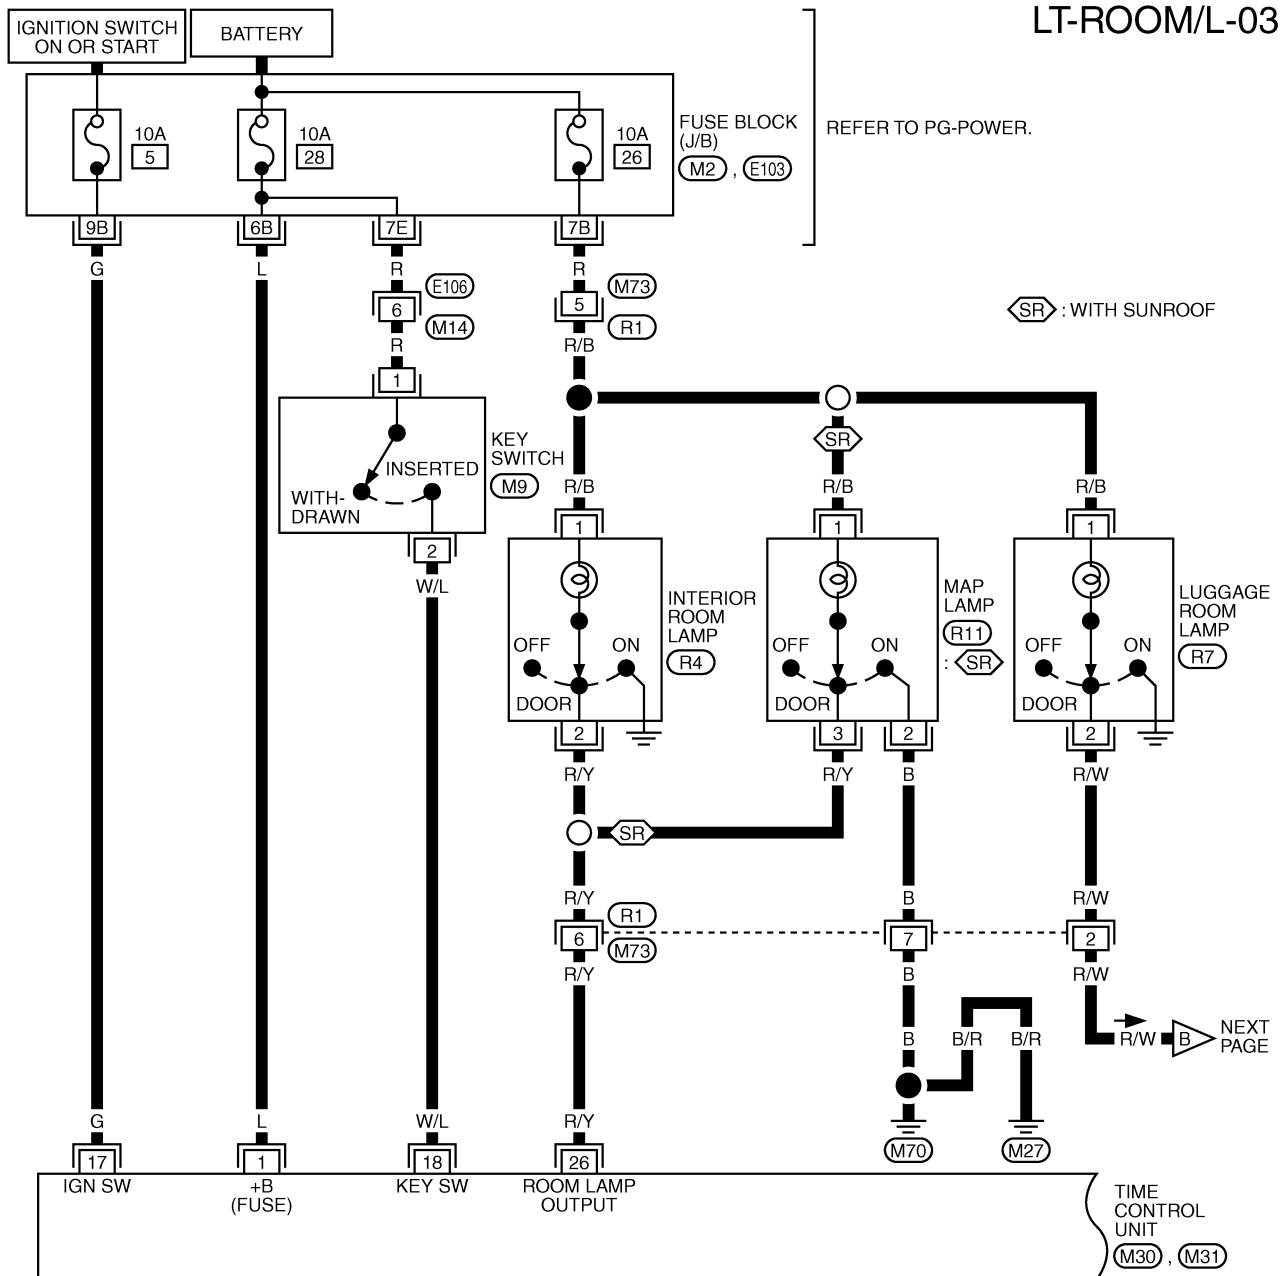 LT-ROOM/L-03
IGNITION SWITCH
ON OR START
BATTERY
10A
5
10A
28
10A
26
FUSE BLOCK
(J/B)
M2 , E103
REFER TO PG-POWER.
9B
6B
7E
7B
G
L
R
R
E106
6
M14
M73
5
R1
SR : WITH SUNROOF
R
R/B
1
SR
KEY
SWITCH
M9
INSERTED
WITH-
DRAWN
2
W/L
R/B
R/B
R/B
1
1
1
INTERIOR
ROOM
LAMP
R4
MAP
LAMP
R11
: SR
LUGGAGE
ROOM
LAMP
R7
OFF
ON
DOOR
OFF
ON
DOOR
OFF
ON
DOOR
2
3
2
2
R/Y
R/Y
B
R/W
SR
R/Y
B
R/W
R1
6
M73
7
2
R/Y
B
R/W
B
B/R
B/R
R/W
B
NEXT
PAGE
G
L
W/L
R/Y
M70
M27
17
1
18
26
IGN SW
+B
(FUSE)
KEY SW
ROOM LAMP
OUTPUT
TIME
CONTROL
UNIT
M30 , M31